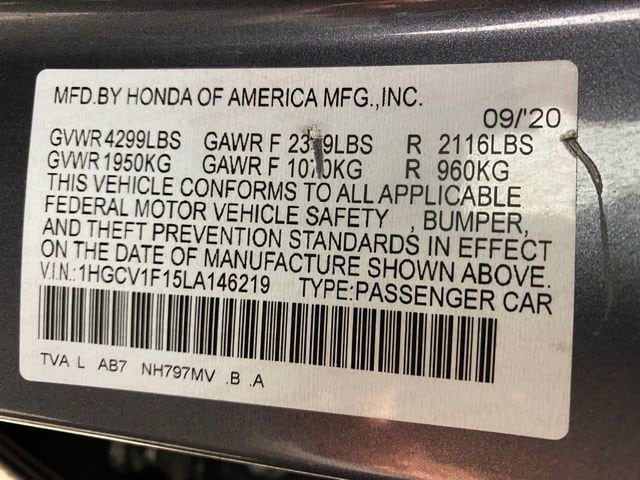 MFD.BY HONDA OF AMERICA MFG.,INC.
09/'20
GVWR 4299LBS GAWR F R 2116LBS
GVWR 1950KG GAWR F 1070KG R 960KG
THIS VEHICLE CONFORMS TO ALL APPLICABLE
FEDERAL MOTOR VEHICLE SAFETY , BUMPER,
AND THEFT PREVENTION STANDARDS IN EFFECT
ON THE DATE OF MANUFACTURE SHOWN ABOVE.
V.I.N.:1HGCV1F15LA146219 TYPE:PASSENGER CAR
TVA L AB7 NH797MV .B .A